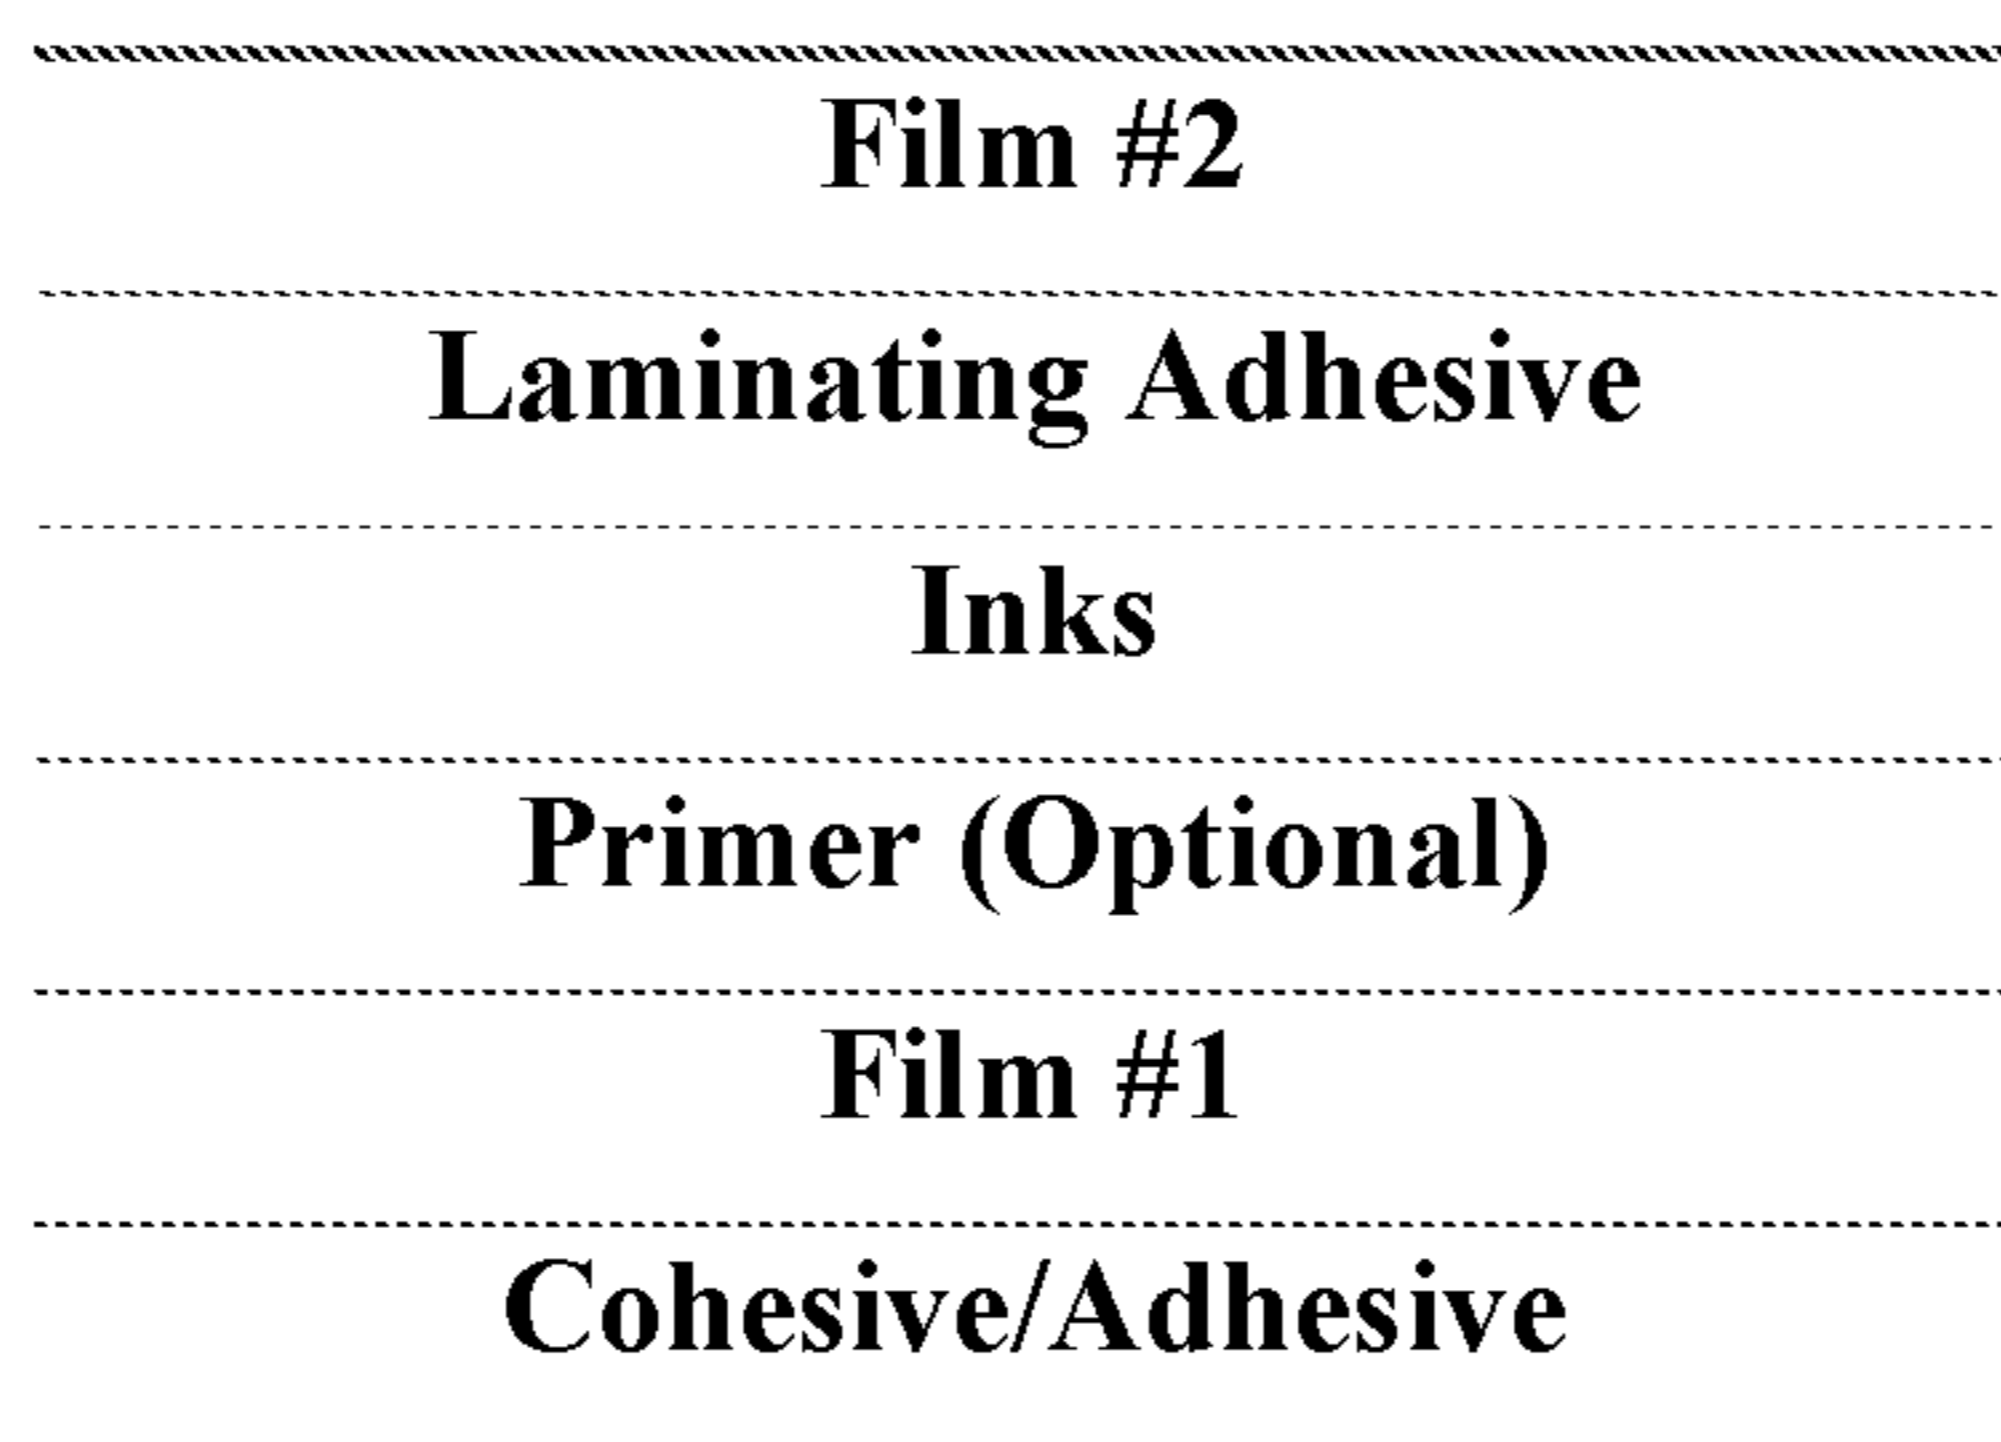 Film #2
Laminating Adhesive
Inks
Primer (Optional)
Film #1
Cohesive/Adhesive